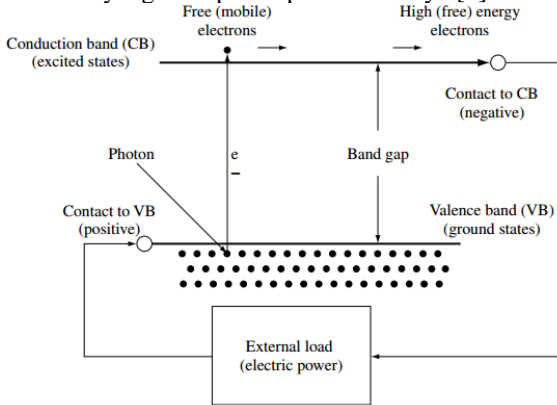 Free (mobile)
electrons
High (free) energy
electrons
Conduction band (CB)
(excited states)
Contact to CB
(negative)
Photon
e
–
Band gap
Contact to VB
(positive)
Valence band (VB)
(ground states)
External load
(electric power)